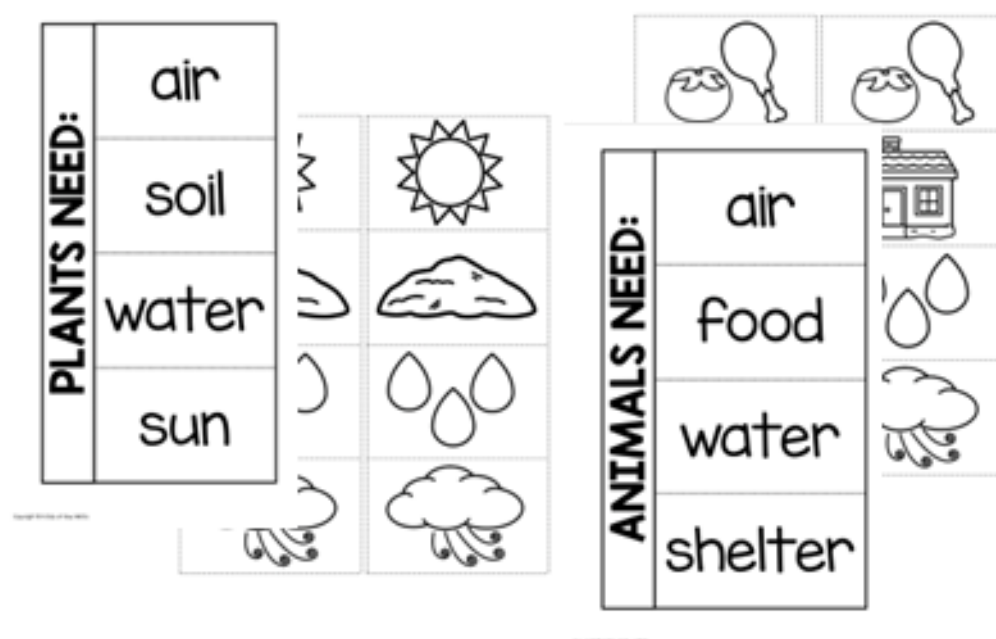 PLANTS NEED:
air
soil
water
sun
ANIMALS NEED:
air
food
water
shelter